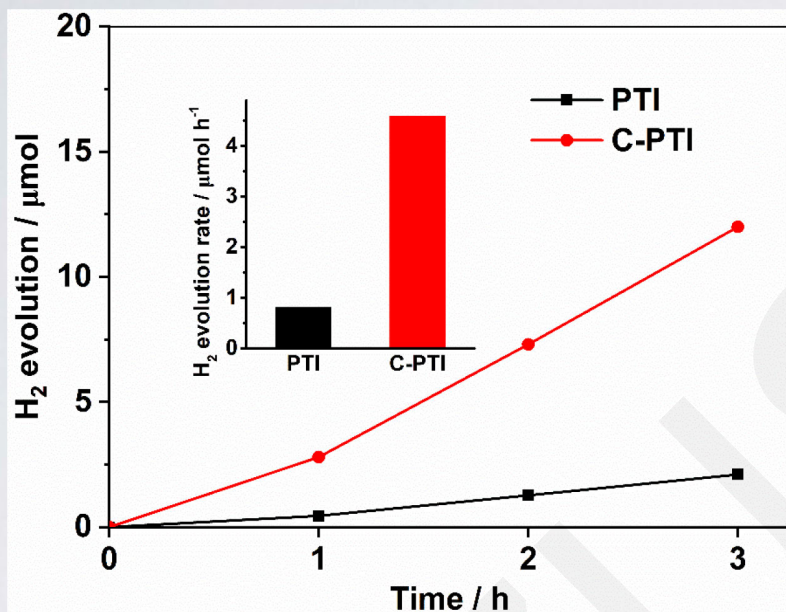 20
15
10
5
0
H₂ evolution / μmol
0 1 2 3
Time / h
PTI
C-PTI
4
3
2
1
0
H₂ evolution rate / μmol h⁻¹
PTI C-PTI